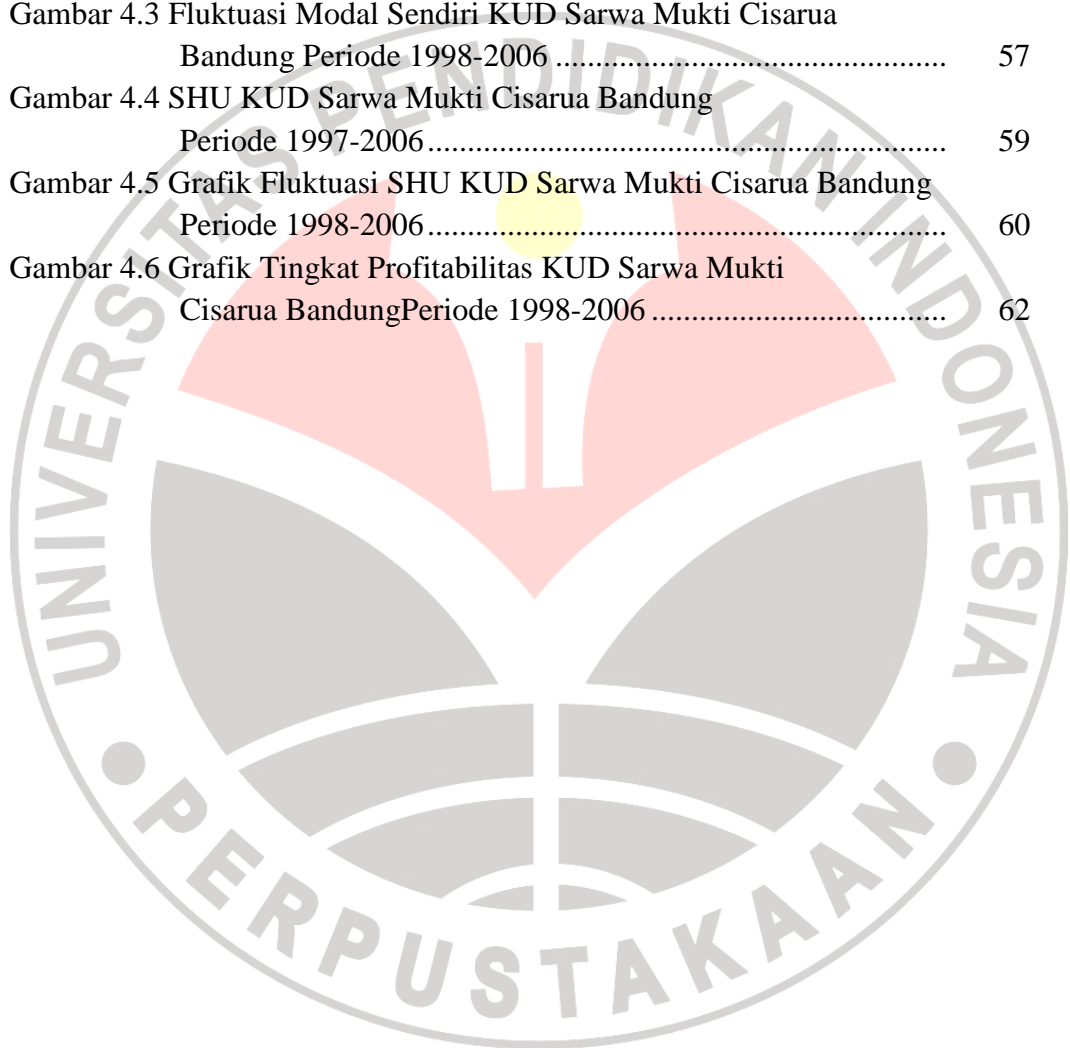 Gambar 4.3 Fluktuasi Modal Sendiri KUD Sarwa Mukti Cisarua
Bandung Periode 1998-2006 .................................................. 57
Gambar 4.4 SHU KUD Sarwa Mukti Cisarua Bandung
Periode 1997-2006.................................................................. 59
Gambar 4.5 Grafik Fluktuasi SHU KUD Sarwa Mukti Cisarua Bandung
Periode 1998-2006.................................................................. 60
Gambar 4.6 Grafik Tingkat Profitabilitas KUD Sarwa Mukti
Cisarua BandungPeriode 1998-2006 ...................................... 62
UNIVERSITAS PENDIDIKAN INDONESIA
PERPUSTAKAAN